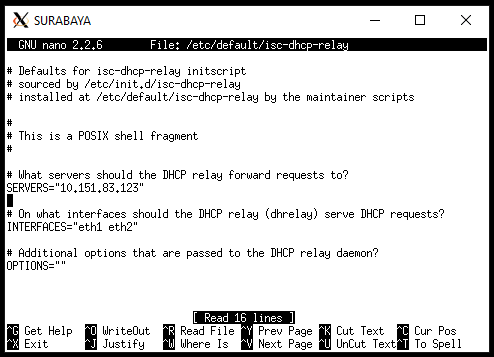 SURABAYA
GNU nano 2.2.6 File: /etc/default/isc-dhcp-relay
# Defaults for isc-dhcp-relay initscript
# sourced by /etc/init.d/isc-dhcp-relay
# installed at /etc/default/isc-dhcp-relay by the maintainer scripts
#
# This is a POSIX shell fragment
#
# What servers should the DHCP relay forward requests to?
SERVERS="10.151.83.123"
# On what interfaces should the DHCP relay (dhrelay) serve DHCP requests?
INTERFACES="eth1 eth2"
# Additional options that are passed to the DHCP relay daemon?
OPTIONS=""
[ Read 16 lines ]
^G Get Help ^O WriteOut ^R Read File ^Y Prev Page ^K Cut Text ^C Cur Pos
^X Exit ^J Justify ^W Where Is ^V Next Page ^U UnCut Text ^T To Spell